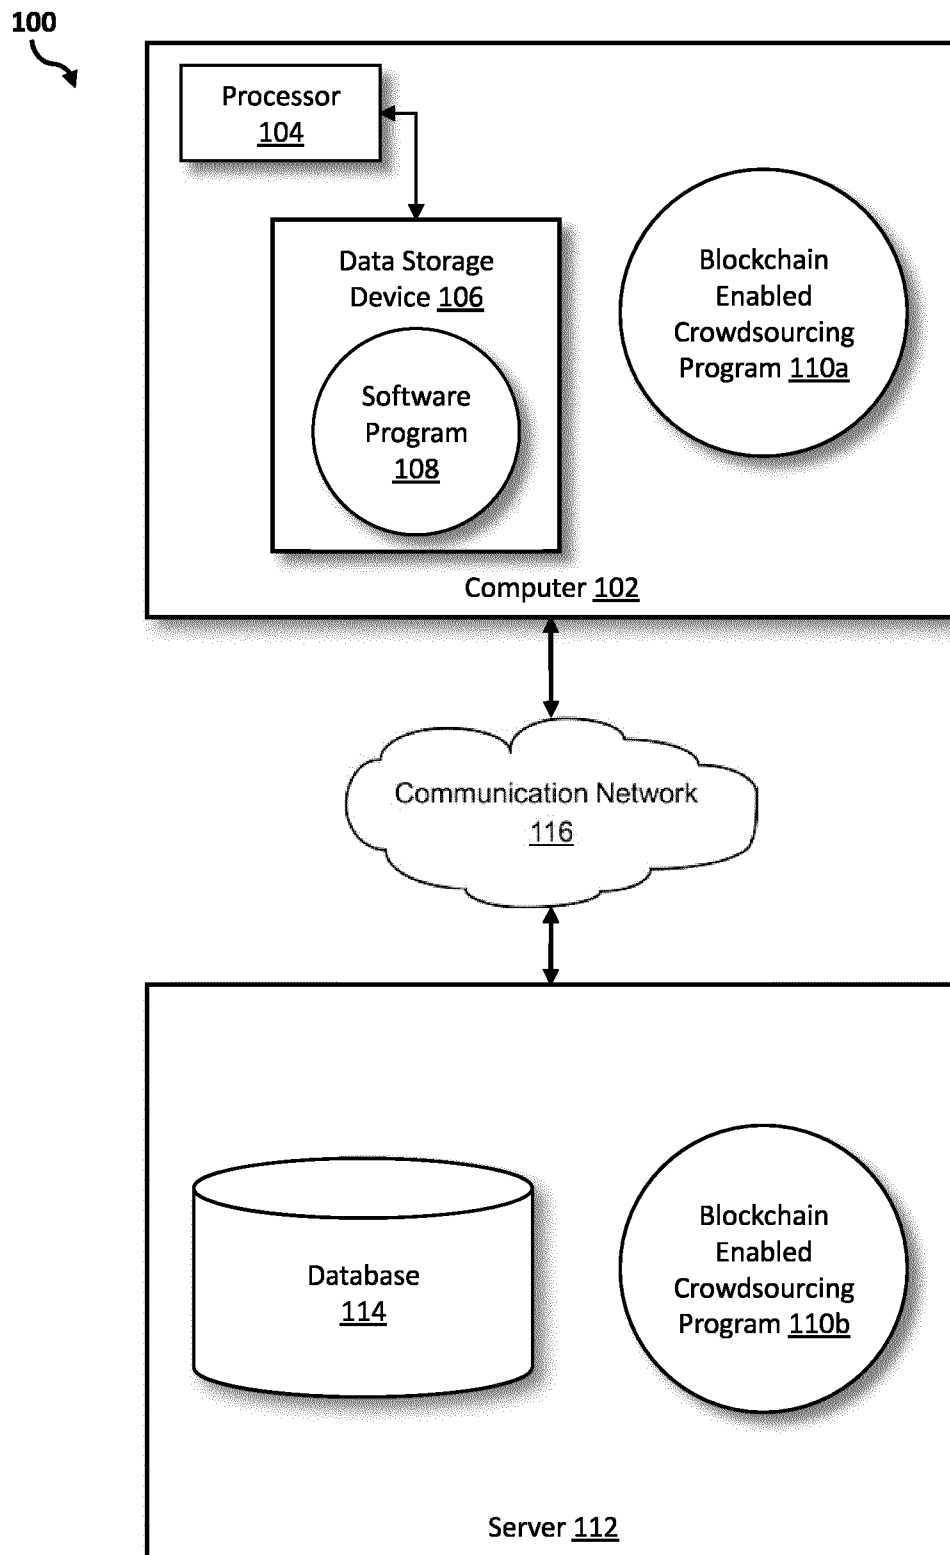 100
Processor
104
Data Storage
Device 106
Software
Program
108
Blockchain
Enabled
Crowdsourcing
Program 110a
Computer 102
Communication Network
116
Database
114
Blockchain
Enabled
Crowdsourcing
Program 110b
Server 112